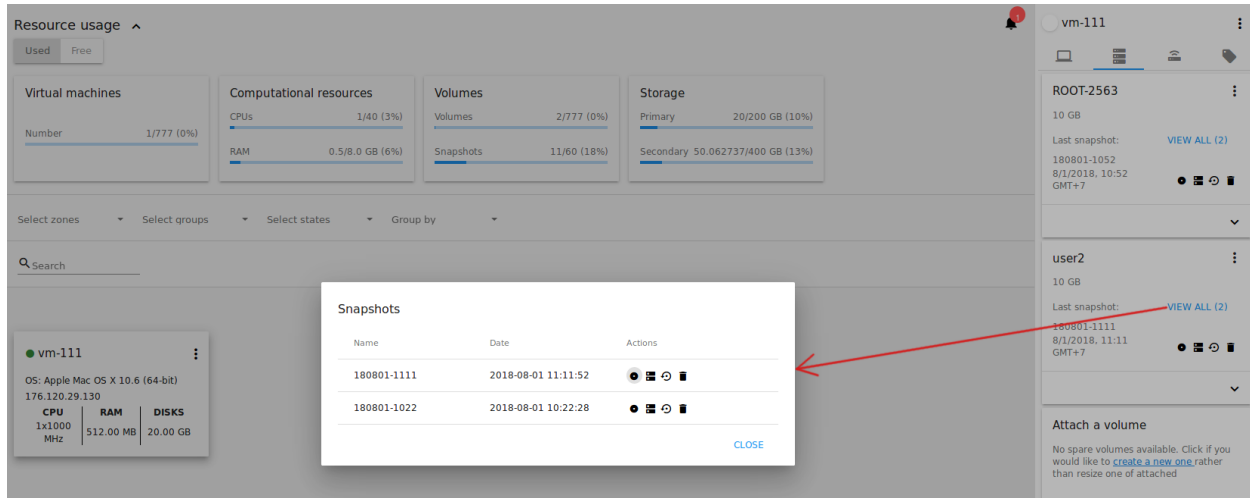 Resource usage
1
Used Free
Virtual machines
Number 1/777 (0%)
Computational resources
CPUs 1/40 (3%)
RAM 0.5/8.0 GB (6%)
Volumes
Volumes 2/777 (0%)
Snapshots 11/60 (18%)
Storage
Primary 20/200 GB (10%)
Secondary 50.062737/400 GB (13%)
Select zones Select groups Select states Group by
Search
vm-111
OS: Apple Mac OS X 10.6 (64-bit)
176.120.29.130
CPU RAM DISKS
1x1000
MHz
512.00 MB 20.00 GB
Snapshots
Name Date Actions
180801-1111 2018-08-01 11:11:52
180801-1022 2018-08-01 10:22:28
CLOSE
vm-111
ROOT-2563
10 GB
Last snapshot: VIEW ALL (2)
180801-1052
8/1/2018, 10:52
GMT+7
user2
10 GB
Last snapshot: VIEW ALL (2)
180801-1111
8/1/2018, 11:11
GMT+7
Attach a volume
No spare volumes available. Click if you
would like to create a new one rather
than resize one of attached